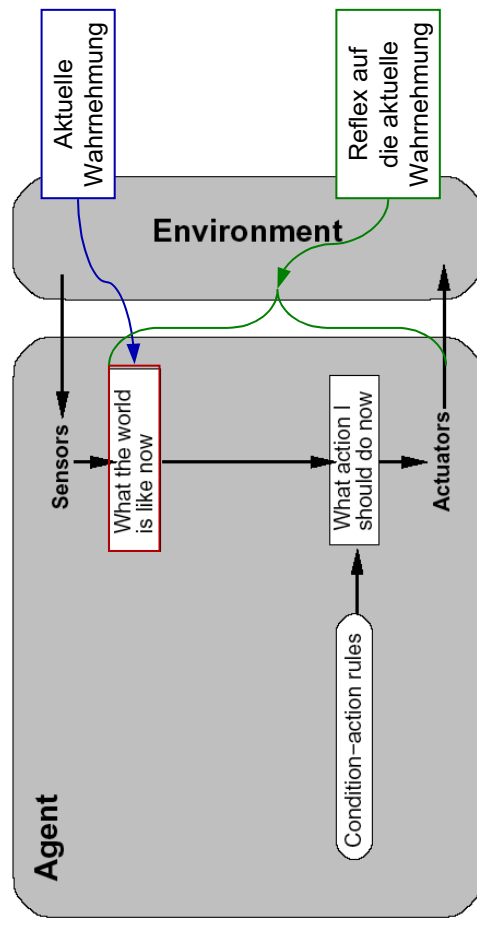 Agent
Sensors
What the world
is like now
Aktuelle
Wahrnehmung
Environment
Condition−action rules
What action I
should do now
Reflex auf
die aktuelle
Wahrnehmung
Actuators